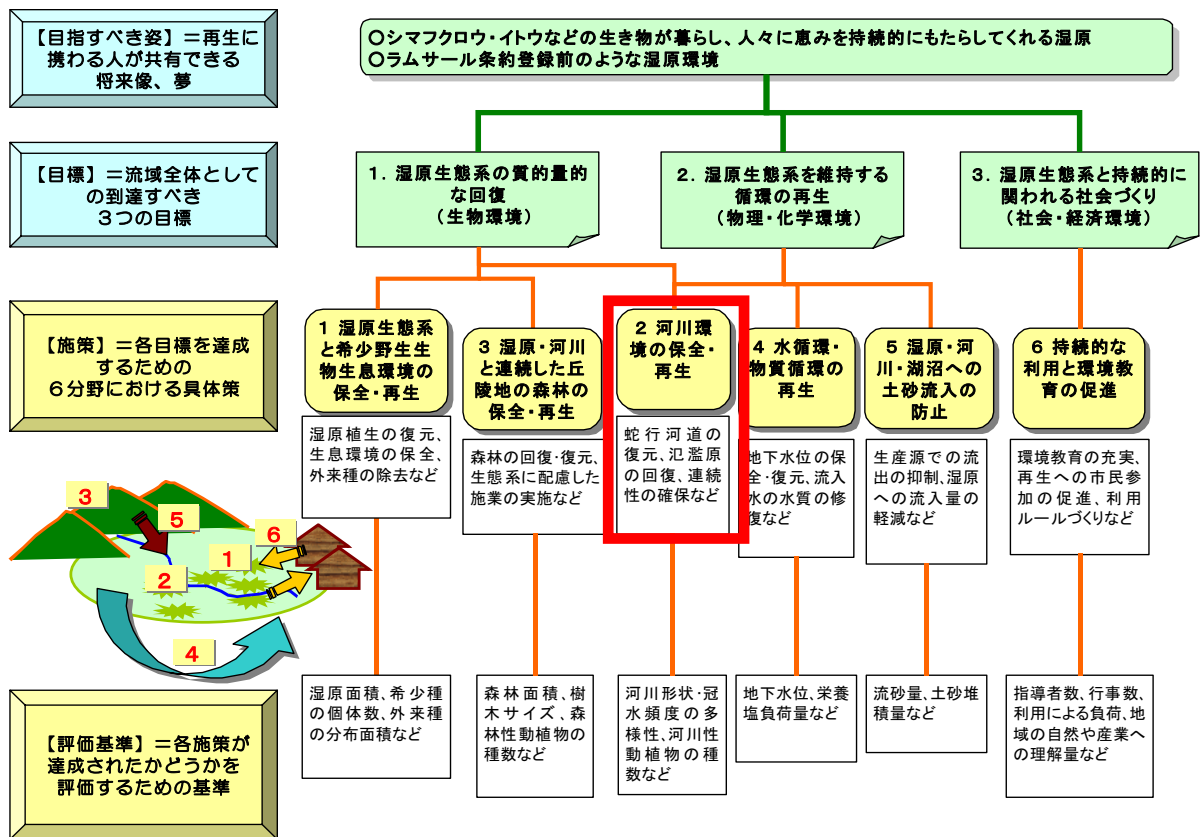 【目指すべき姿】＝再生に
携わる人が共有できる
将来像、夢
○シマフクロウ・イトウなどの生き物が暮らし、人々に恵みを持続的にもたらしてくれる湿原
○ラムサール条約登録前のような湿原環境
【目標】＝流域全体として
の到達すべき
３つの目標
１．湿原生態系の質的量的
な回復
（生物環境）
２．湿原生態系を維持する
循環の再生
（物理・化学環境）
３．湿原生態系と持続的に
関われる社会づくり
（社会・経済環境）
【施策】＝各目標を達成
するための
６分野における具体策
１ 湿原生態系
と希少野生生
物生息環境の
保全・再生
湿原植生の復元、
生息環境の保全、
外来種の除去など
３ 湿原・河川
と連続した丘
陵地の森林の
保全・再生
森林の回復・復元、
生態系に配慮した
施業の実施など
２ 河川環
境の保全・
再生
蛇行河道の
復元、氾濫原
の回復、連続
性の確保など
４ 水循環・
物質循環の
再生
地下水位の保
全・復元、流入
水の水質の修
復など
５ 湿原・河
川・湖沼への
土砂流入の
防止
生産源での流
出の抑制、湿原
への流入量の
軽減など
６ 持続的な
利用と環境教
育の促進
環境教育の充実、
再生への市民参
加の促進、利用
ルールづくりなど
3
5
6
1
2
4
【評価基準】＝各施策が
達成されたかどうかを
評価するための基準
湿原面積、希少種
の個体数、外来種
の分布面積など
森林面積、樹
木サイズ、森
林性動植物の
種数など
河川形状・冠
水頻度の多
様性、河川性
動植物の種
数など
地下水位、栄養
塩負荷量など
流砂量、土砂堆
積量など
指導者数、行事数、
利用による負荷、地
域の自然や産業へ
の理解量など